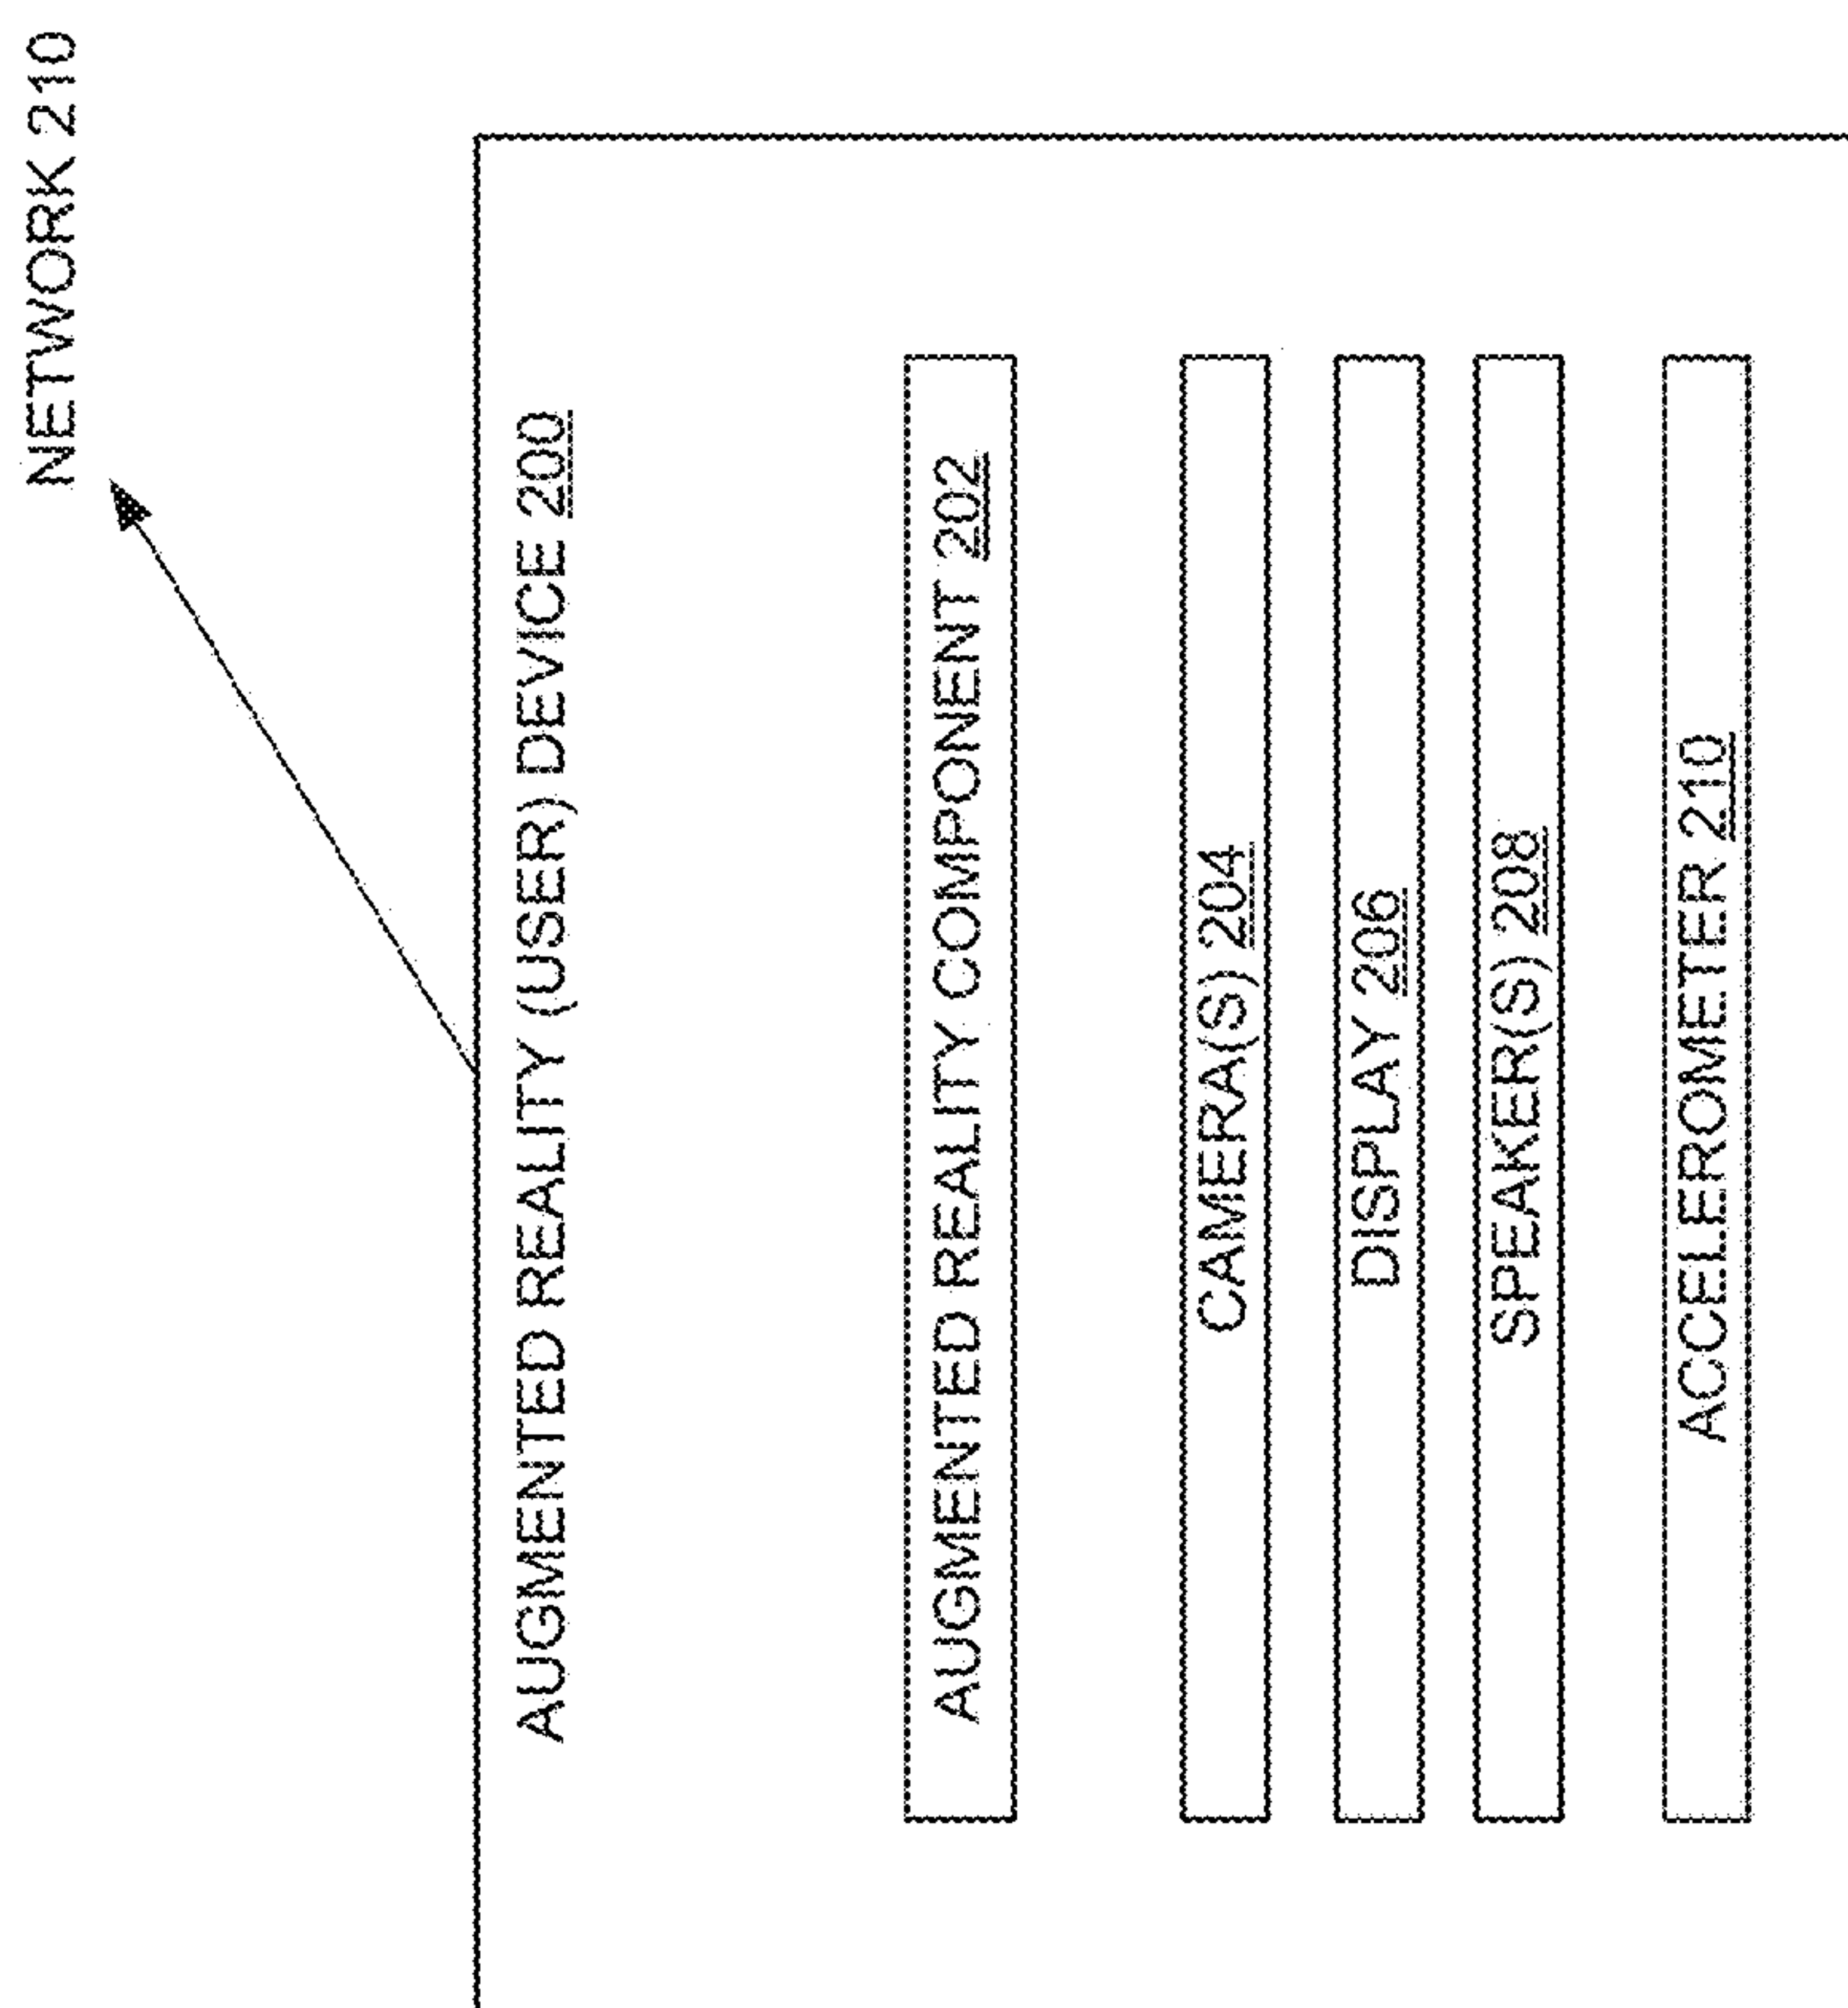 NETWORK 210
AUGMENTED REALITY (USER) DEVICE 200
AUGMENTED REALITY COMPONENT 202
CAMERA(S) 204
DISPLAY 206
SPEAKER(S) 208
ACCELEROMETER 210